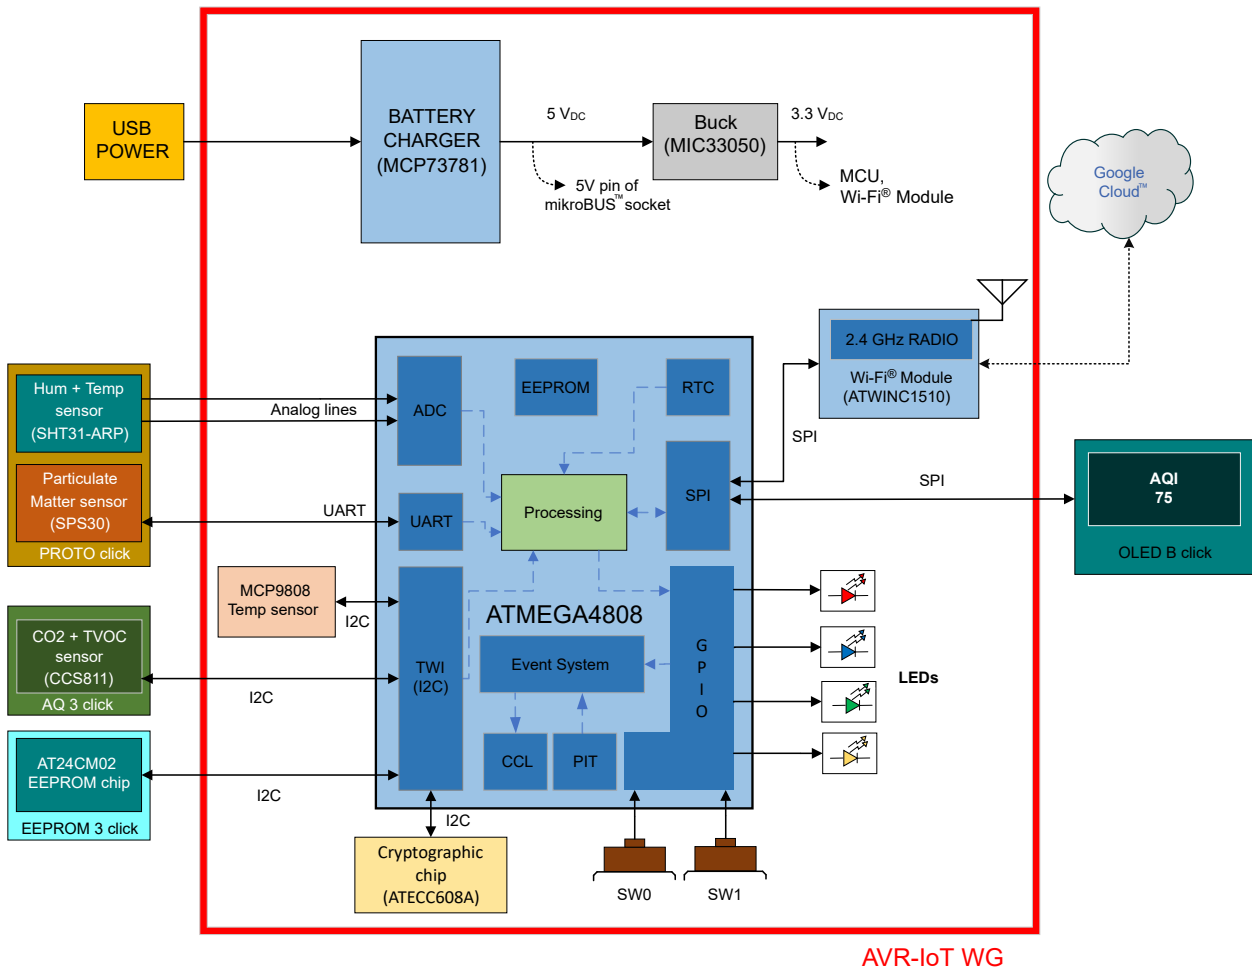 USB
POWER
BATTERY
CHARGER
(MCP73781)
5 VDC
5V pin of
mikroBUS™ socket
Buck
(MIC33050)
3.3 VDC
MCU,
Wi-Fi® Module
Google
Cloud™
2.4 GHz RADIO
Wi-Fi® Module
(ATWINC1510)
SPI
SPI
AQI
75
OLED B click
Hum + Temp
sensor
(SHT31-ARP)
Particulate
Matter sensor
(SPS30)
PROTO click
Analog lines
UART
ADC
EEPROM
RTC
UART
Processing
SPI
MCP9808
Temp sensor
I2C
CO2 + TVOC
sensor
(CCS811)
AQ 3 click
I2C
AT24CM02
EEPROM chip
EEPROM 3 click
I2C
TWI
(I2C)
ATMEGA4808
Event System
CCL
PIT
G
P
I
O
LEDs
I2C
Cryptographic
chip
(ATECC608A)
SW0
SW1
AVR-IoT WG